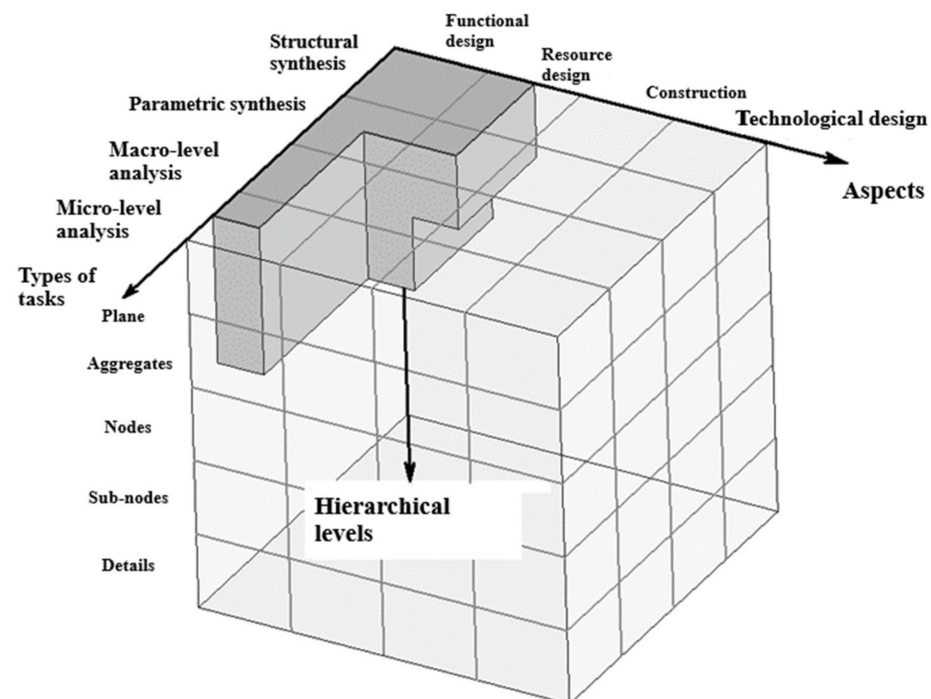 Functional
design
Structural
synthesis
Resource
design
Construction
Parametric synthesis
Technological design
Macro-level
analysis
Aspects
Micro-level
analysis
Types of
tasks
Plane
Aggregates
Nodes
Sub-nodes
Hierarchical
levels
Details